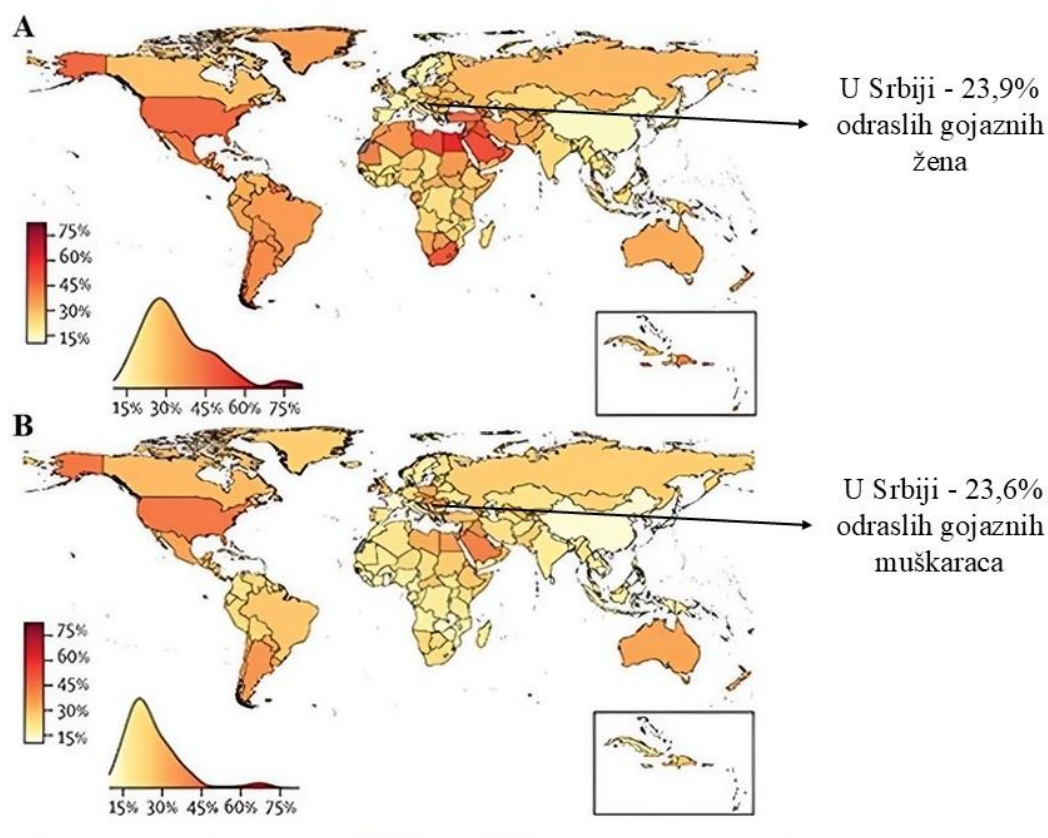 A
U Srbiji - 23,9%
odraslih gojaznih
žena
75%
60%
45%
30%
15%
15% 30% 45% 60% 75%
B
U Srbiji - 23,6%
odraslih gojaznih
muškaraca
75%
60%
45%
30%
15%
15% 30% 45% 60% 75%